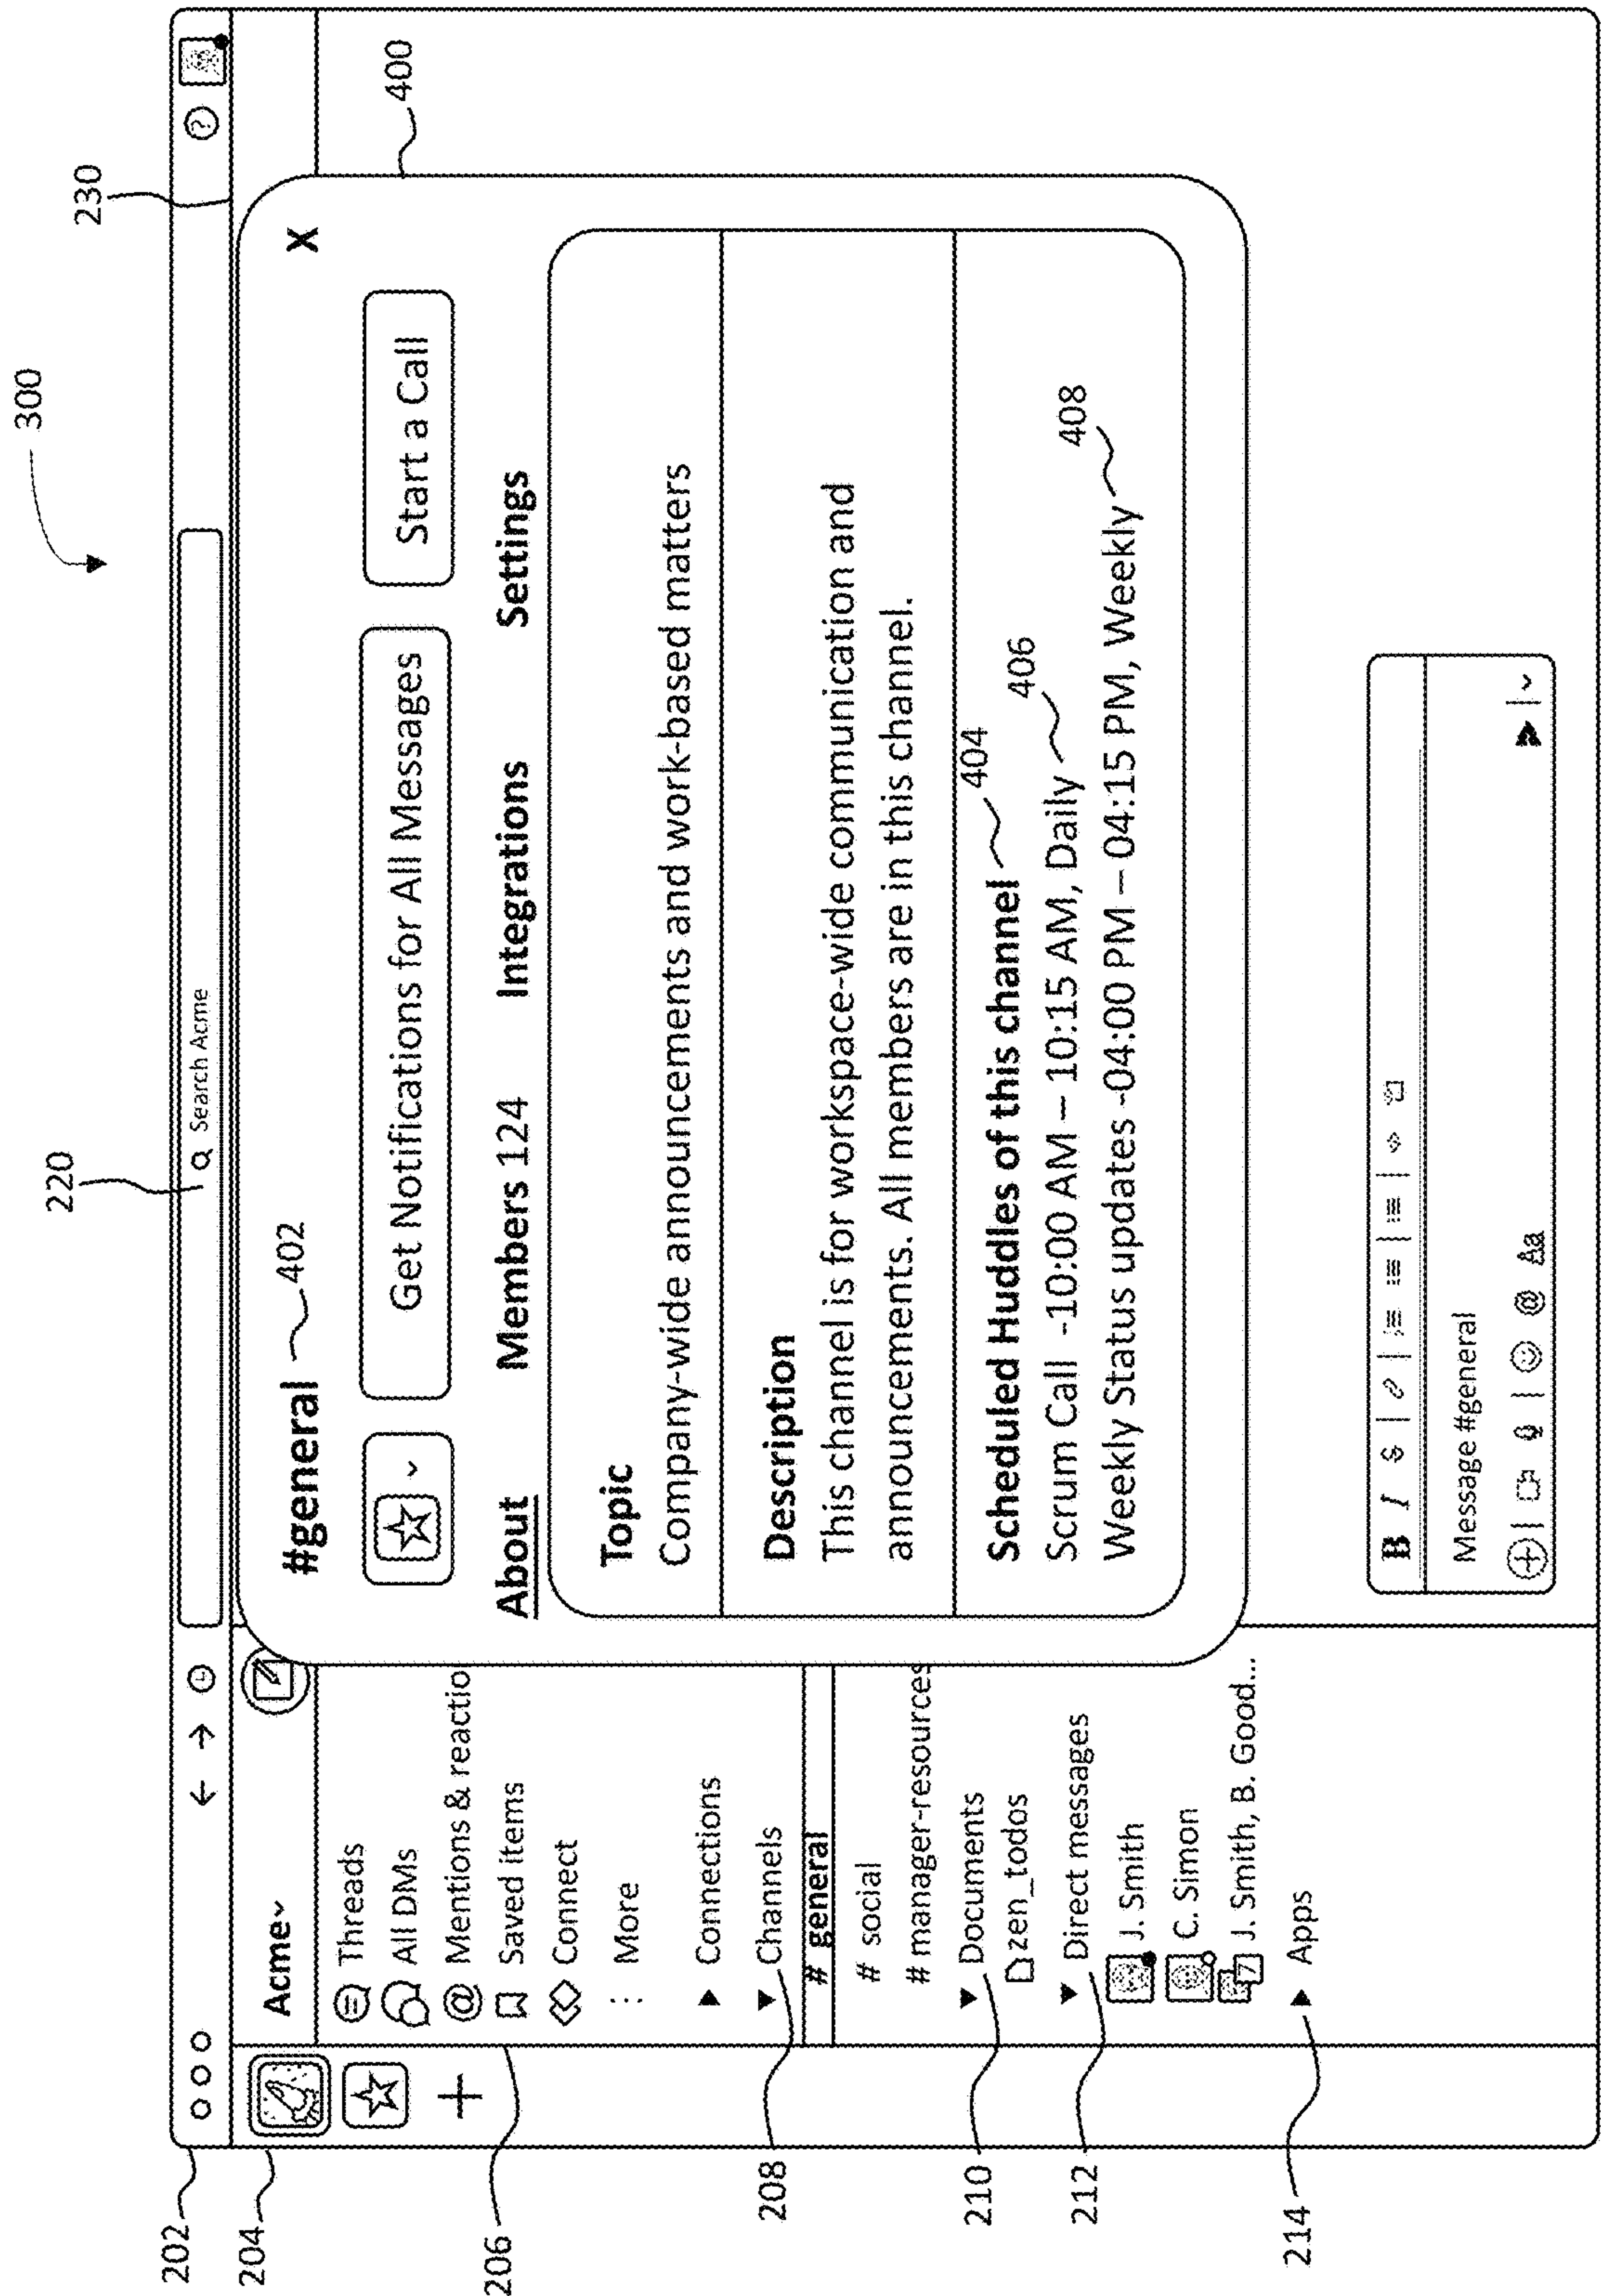 300
220
230
202
Search Acme
?
204
Acme
206
Threads
All DMs
@ Mentions & reactio
Saved items
Connect
More
Connections
208
Channels
# general
# social
# manager-resources
210
Documents
zen_todos
212
Direct messages
J. Smith
C. Simon
7 J. Smith, B. Good...
214
Apps
400
#general
402
X
Get Notifications for All Messages
Start a Call
About Members 124 Integrations Settings
Topic
Company-wide announcements and work-based matters
Description
This channel is for workspace-wide communication and
announcements. All members are in this channel.
Scheduled Huddles of this channel
404
Scrum Call -10:00 AM – 10:15 AM, Daily
406
Weekly Status updates -04:00 PM – 04:15 PM, Weekly
408
B I S
Message #general
@ Aa